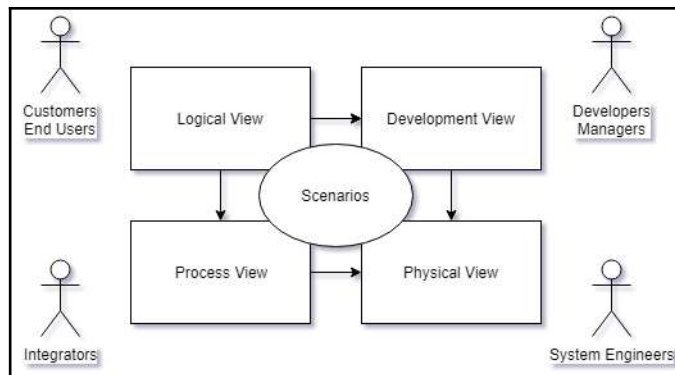 Customers
End Users
Logical View
Development View
Developers
Managers
Scenarios
Process View
Physical View
Integrators
System Engineers